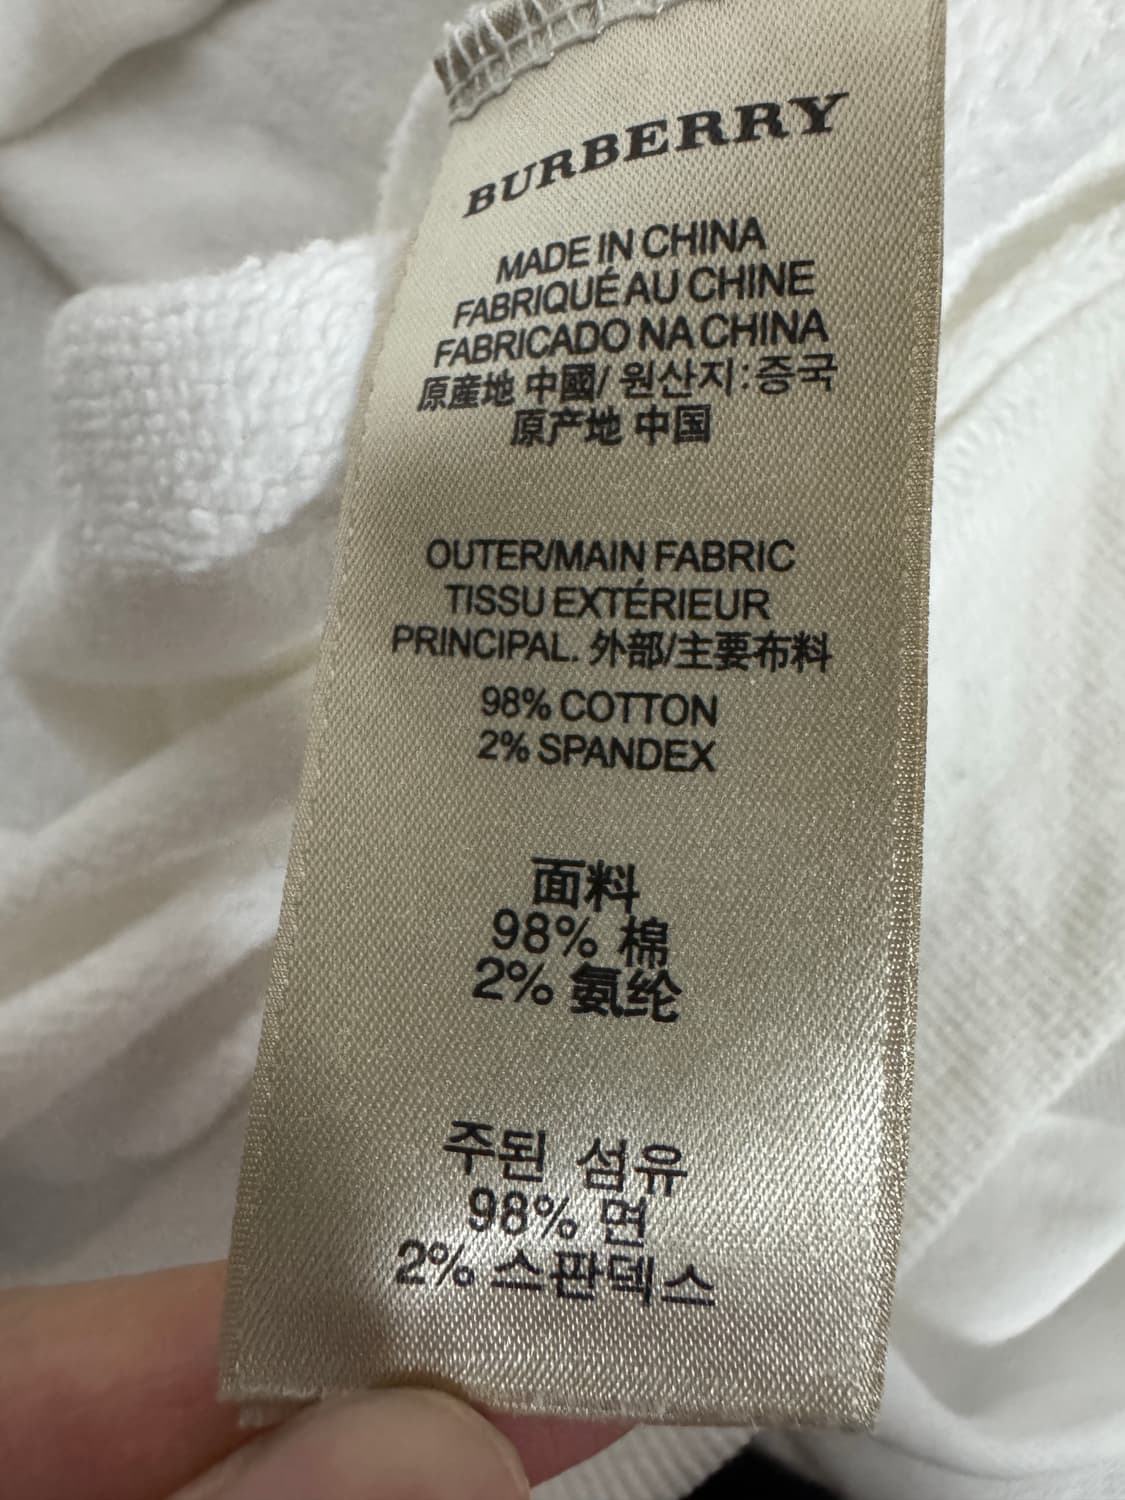 BURBERRY
MADE IN CHINA
FABRIQUÉ AU CHINE
FABRICADO NA CHINA
原産地 中國/ 원산지:중국
原产地 中国
OUTER/MAIN FABRIC
TISSU EXTÉRIEUR
PRINCIPAL. 外部/主要布料
98% COTTON
2% SPANDEX
面料
98% 棉
2% 氨纶
주된 섬유
98% 면
2% 스판덱스